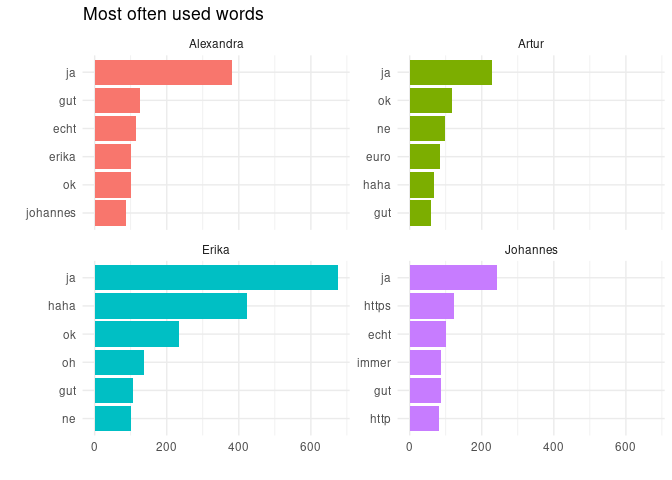 Most often used words
Alexandra
ja
gut
echt
erika
ok
johannes
Artur
ja
ok
ne
euro
haha
gut
Erika
ja
haha
ok
oh
gut
ne
0 200 400 600
Johannes
ja
https
echt
immer
gut
http
0 200 400 600